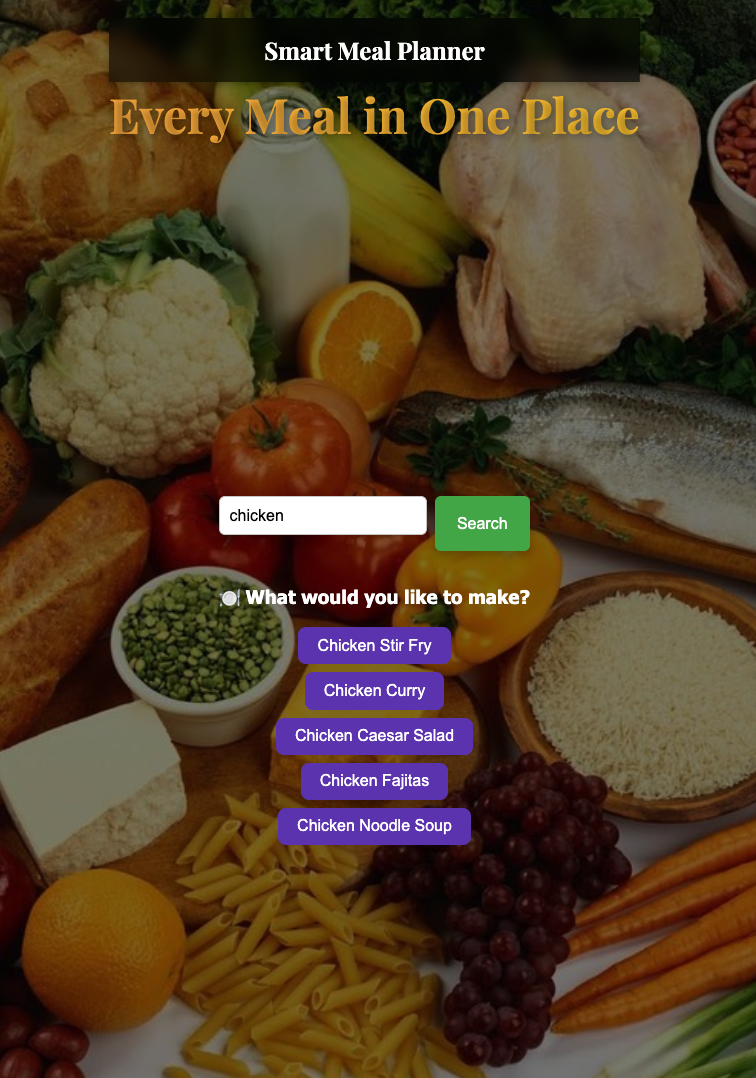 Smart Meal Planner
Every Meal in One Place
chicken
Search
🍽️ What would you like to make?
Chicken Stir Fry
Chicken Curry
Chicken Caesar Salad
Chicken Fajitas
Chicken Noodle Soup